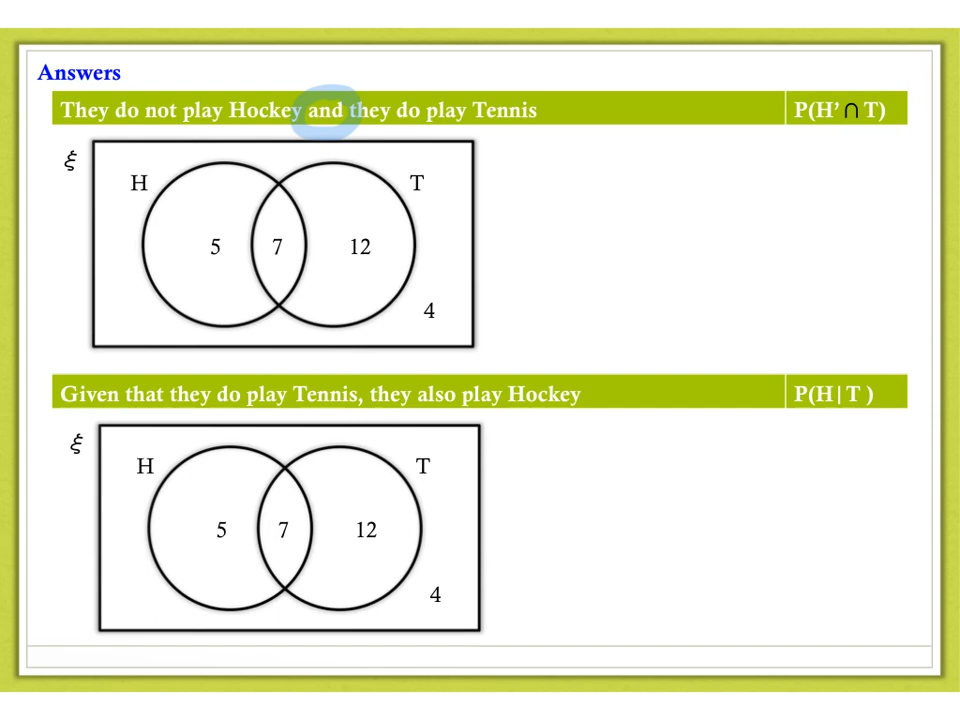 Answers
They do not play Hockey and they do play Tennis P(H’ ∩ T)
ξ
H T
5 7 12
4
Given that they do play Tennis, they also play Hockey P(H|T )
ξ
H T
5 7 12
4